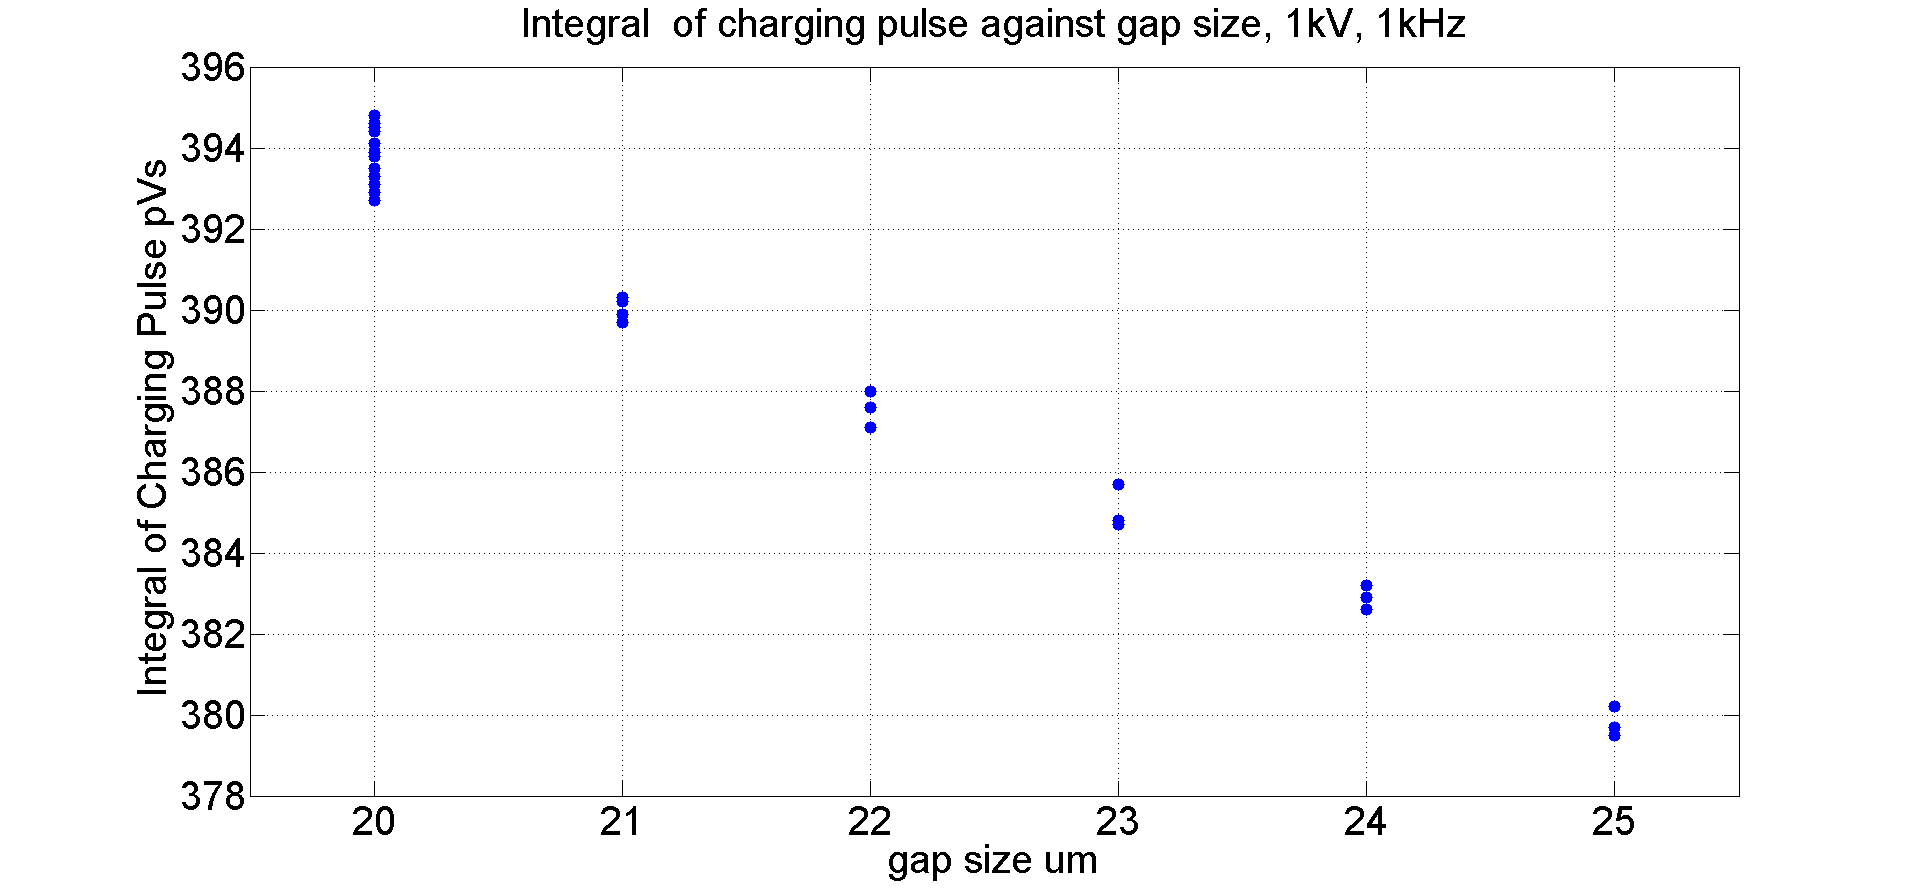 Integral  of charging pulse against gap size, 1kV, 1kHz
Integral of Charging Pulse pVs
396
394
392
390
388
386
384
382
380
378
20 21 22 23 24 25
gap size um